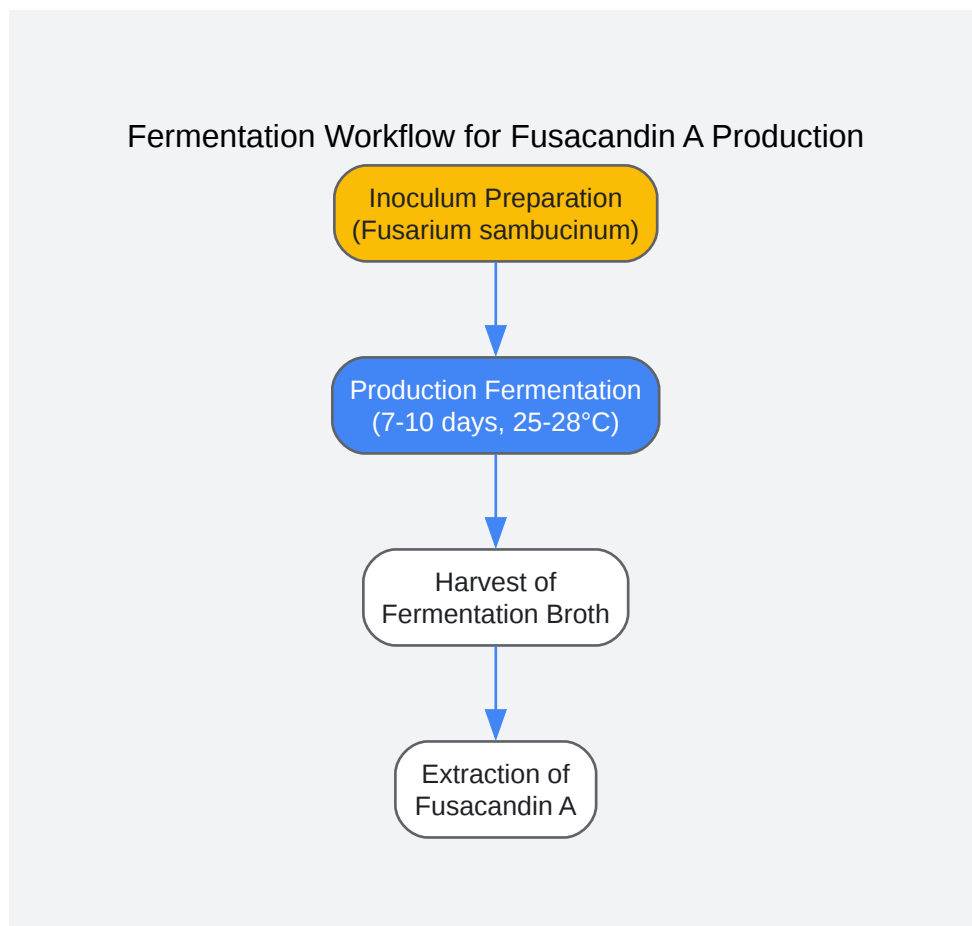 Fermentation Workflow for Fusacandin A Production
Inoculum Preparation
(Fusarium sambucinum)
Production Fermentation
(7-10 days, 25-28°C)
Harvest of
Fermentation Broth
Extraction of
Fusacandin A